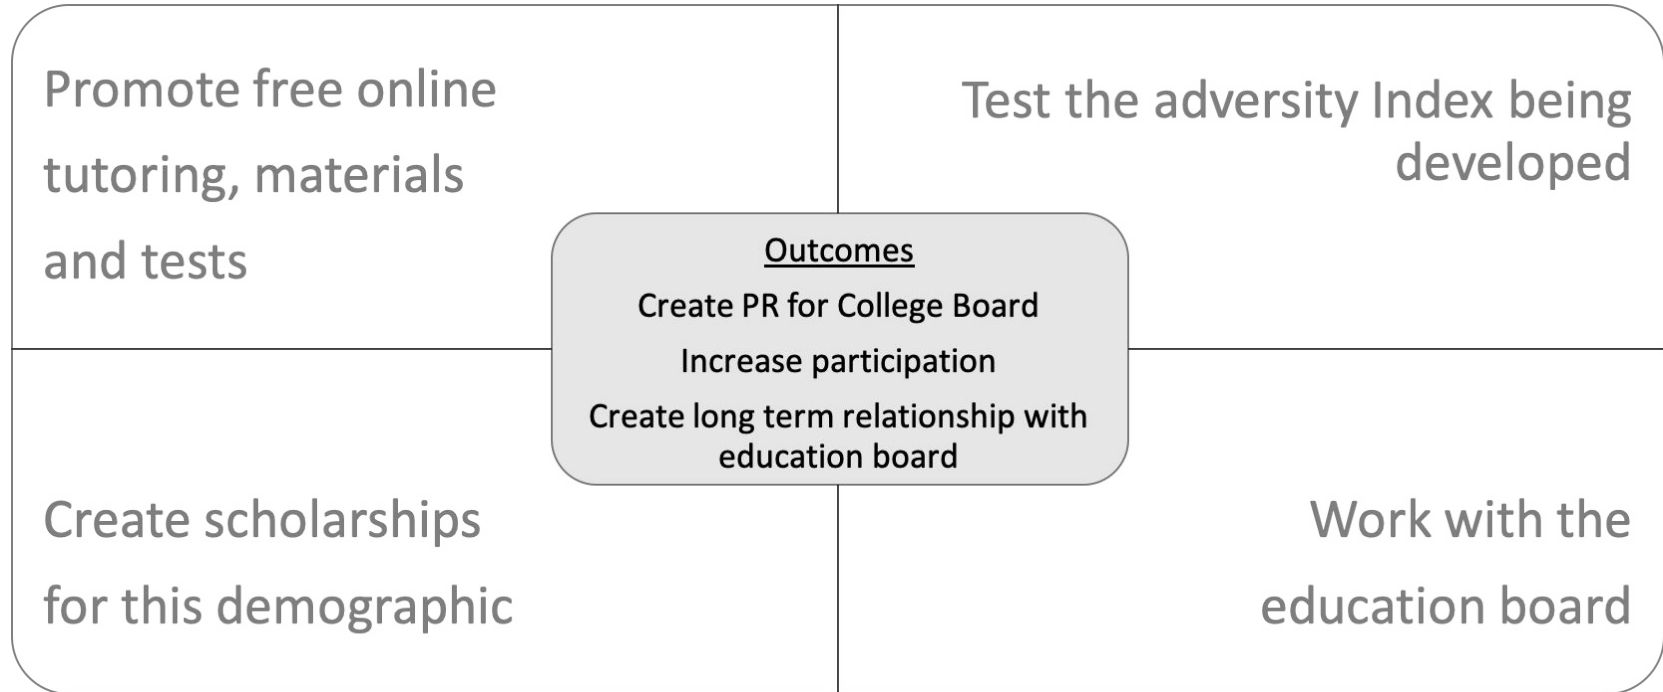 Promote free online
tutoring, materials
and tests
Test the adversity Index being
developed
Outcomes
Create PR for College Board
Increase participation
Create long term relationship with
education board
Create scholarships
for this demographic
Work with the
education board